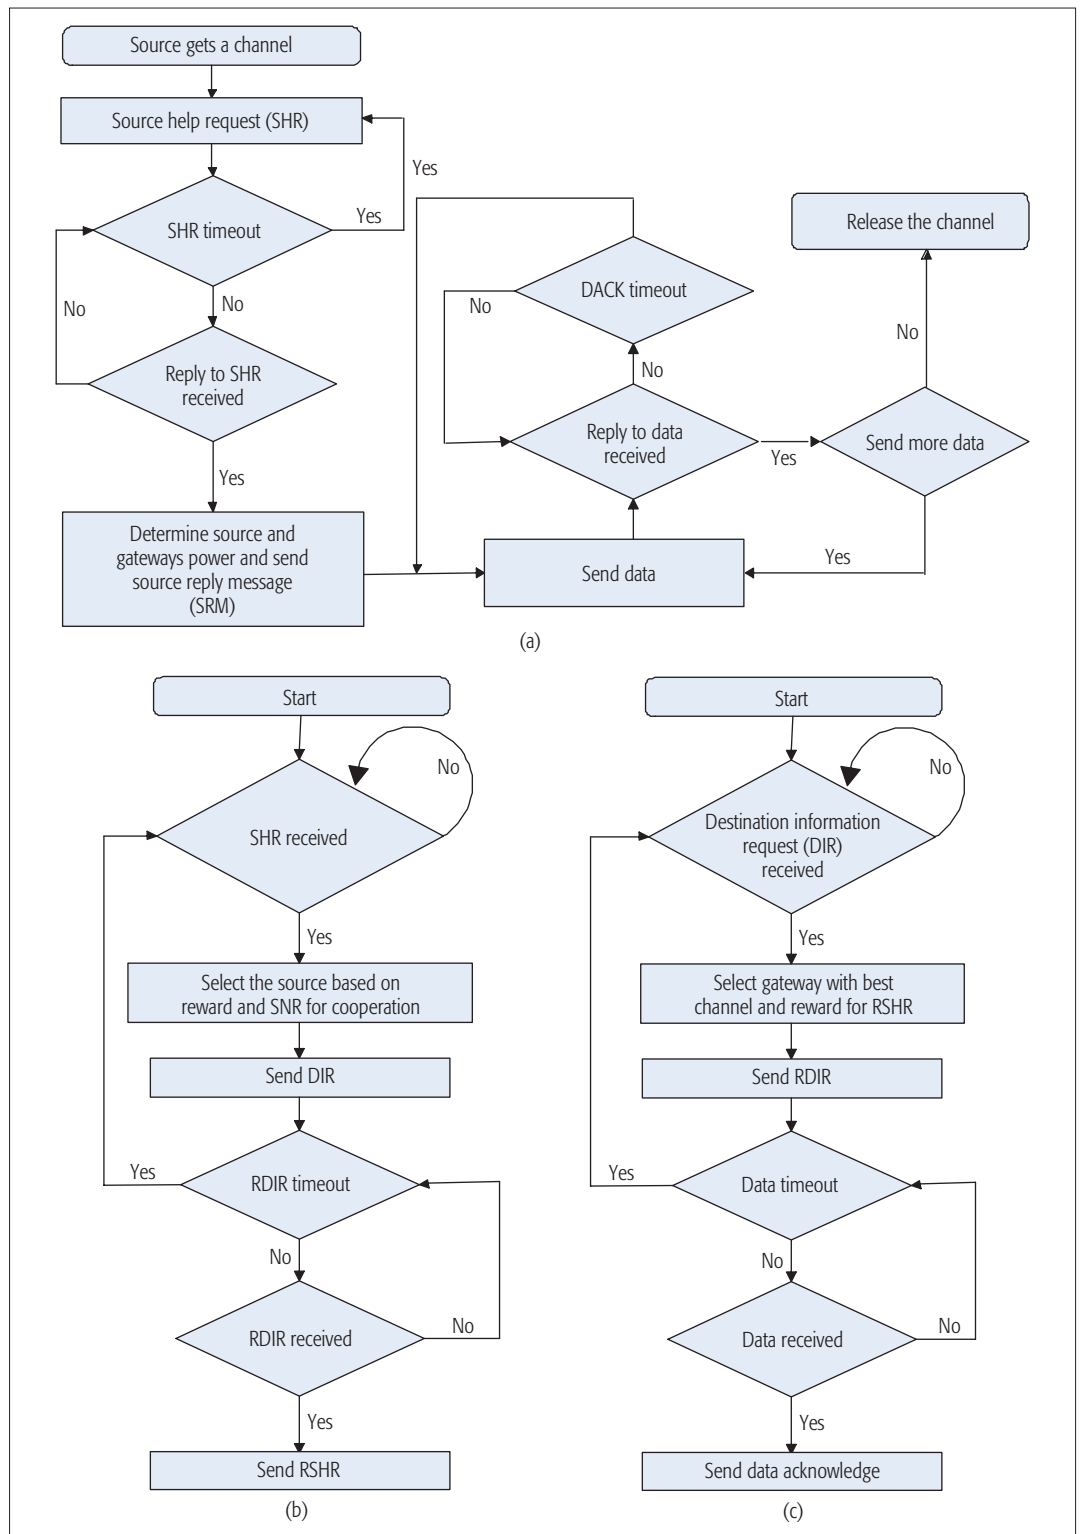 Source gets a channel
Source help request (SHR)
Yes
SHR timeout
Yes
No
No
Reply to SHR
received
Yes
Determine source and
gateways power and send
source reply message
(SRM)
DACK timeout
No
No
Reply to data
received
Yes
Send data
Release the channel
No
Send more data
Yes
(a)
Start
No
SHR received
Yes
Select the source based on
reward and SNR for cooperation
Send DIR
Yes
RDIR timeout
No
RDIR received
No
Yes
Send RSHR
(b)
Start
No
Destination information
request (DIR)
received
Yes
Select gateway with best
channel and reward for RSHR
Send RDIR
Yes
Data timeout
No
Data received
No
Yes
Send data acknowledge
(c)